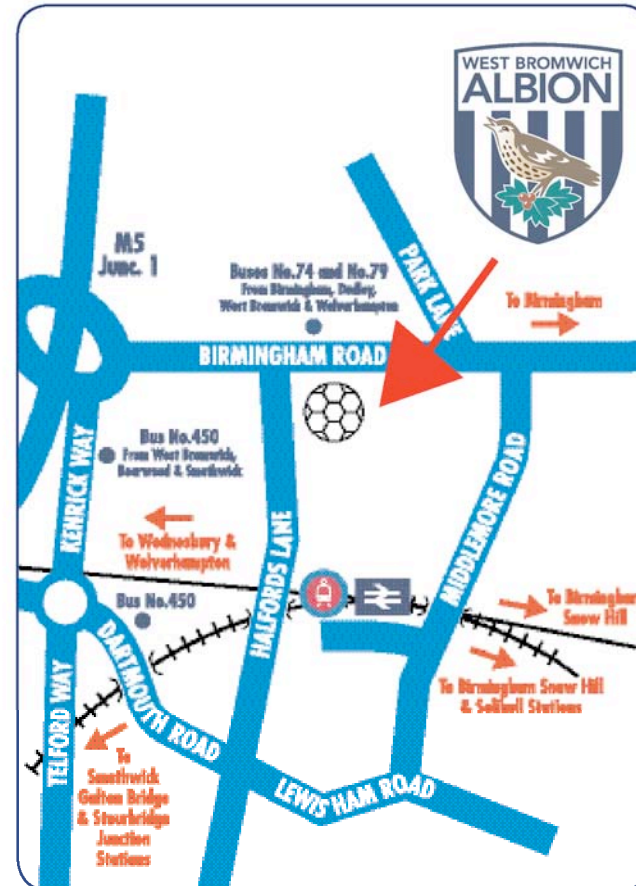 WEST BROMWICH
ALBION
M5
Junc. 1
Buses No.74 and No.79
From Birmingham, Dudley,
West Bromwich & Wolverhampton
PARK LANE
To Birmingham
BIRMINGHAM ROAD
Bus No.450
From West Bromwich,
Bearwood & Smethwick
KENRICK WAY
To Wednesbury &
Wolverhampton
HALFORDS LANE
MIDDLEMORE ROAD
To Birmingham
Snow Hill
Bus No.450
DARTMOUTH ROAD
To Birmingham Snow Hill
& Solihull Stations
TELFORD WAY
To
Smethwick
Galton Bridge
& Stourbridge
Junction
Stations
LEWISHAM ROAD